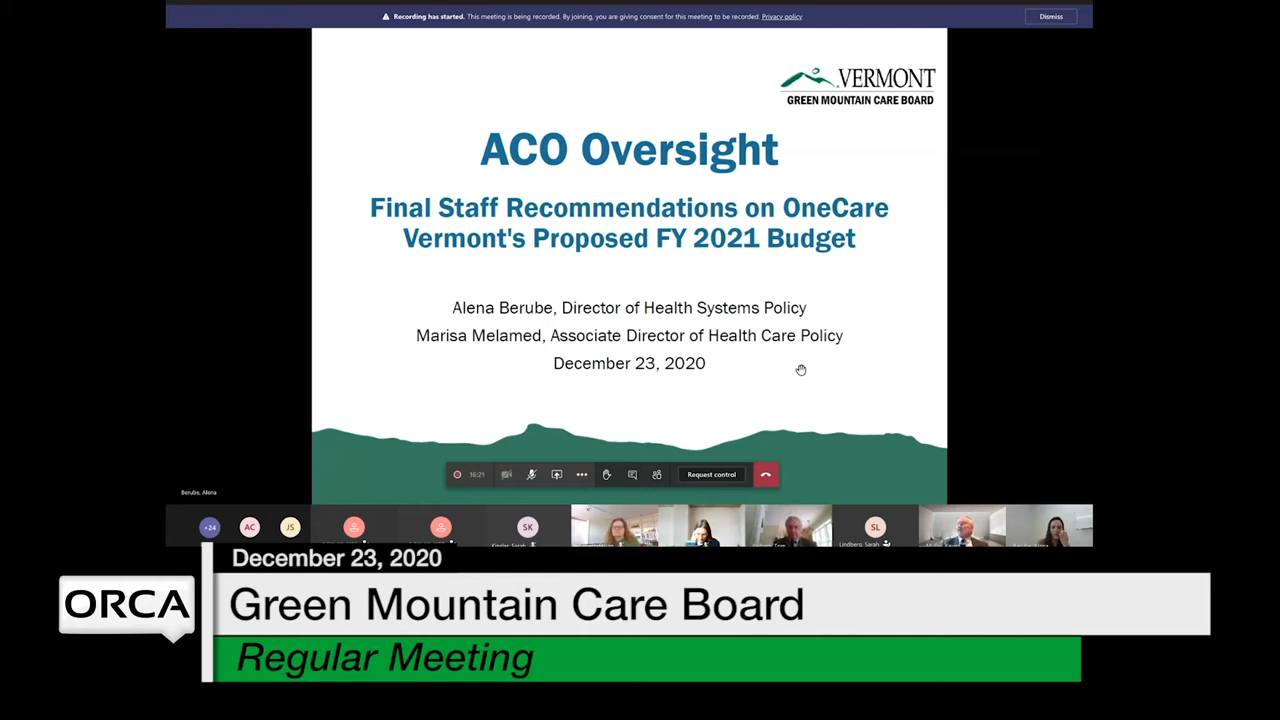 Recording has started. This meeting is being recorded. By joining, you are giving consent for this meeting to be recorded. Privacy policy
Dismiss
VERMONT
GREEN MOUNTAIN CARE BOARD
ACO Oversight
Final Staff Recommendations on OneCare
Vermont's Proposed FY 2021 Budget
Alena Berube, Director of Health Systems Policy
Marisa Melamed, Associate Director of Health Care Policy
December 23, 2020
16:21
Request control
Berube, Alena
+24
AC
JS
SK
SL
Lindberg, Sarah
December 23, 2020
ORCA
Green Mountain Care Board
Regular Meeting